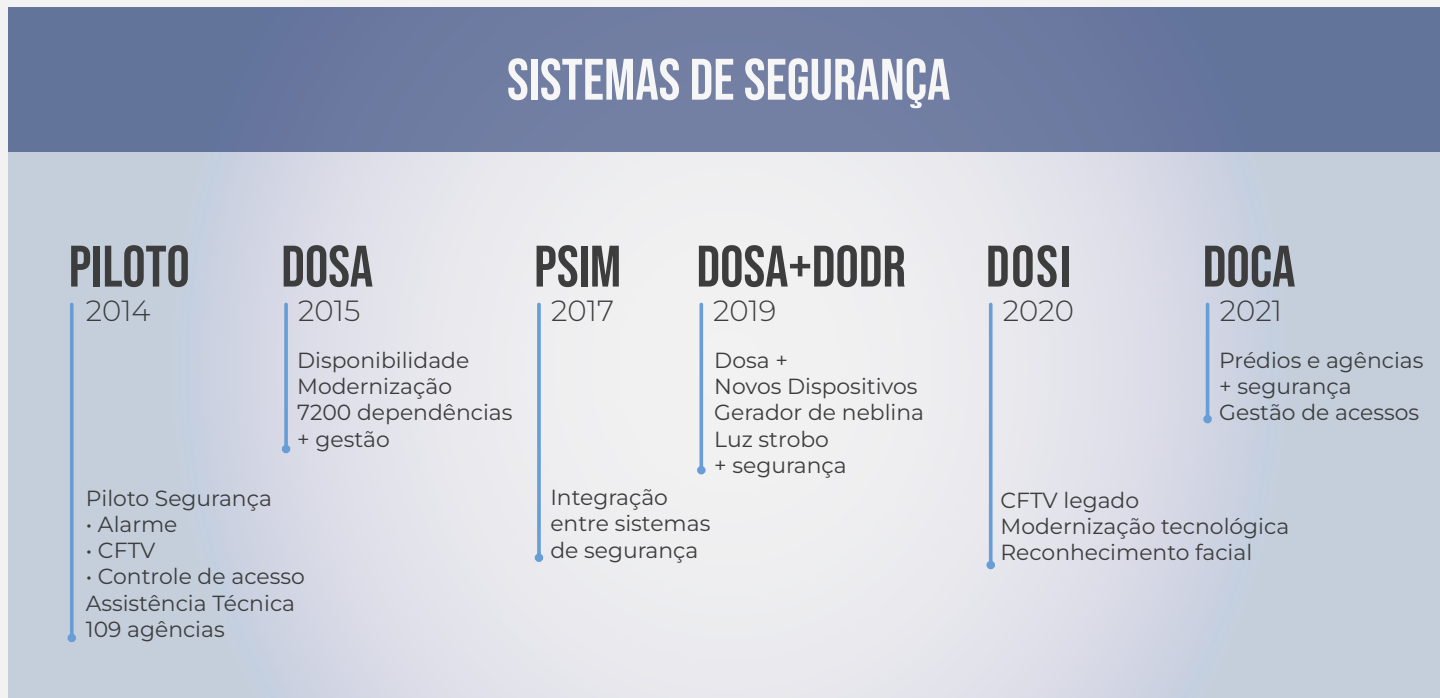 SISTEMAS DE SEGURANÇA
PILOTO
2014
Piloto Segurança
• Alarme
• CFTV
• Controle de acesso
Assistência Técnica
109 agências
DOSA
2015
Disponibilidade
Modernização
7200 dependências
+ gestão
PSIM
2017
Integração
entre sistemas
de segurança
DOSA+DODR
2019
Dosa +
Novos Dispositivos
Gerador de neblina
Luz strobo
+ segurança
DOSI
2020
CFTV legado
Modernização tecnológica
Reconhecimento facial
DOCA
2021
Prédios e agências
+ segurança
Gestão de acessos